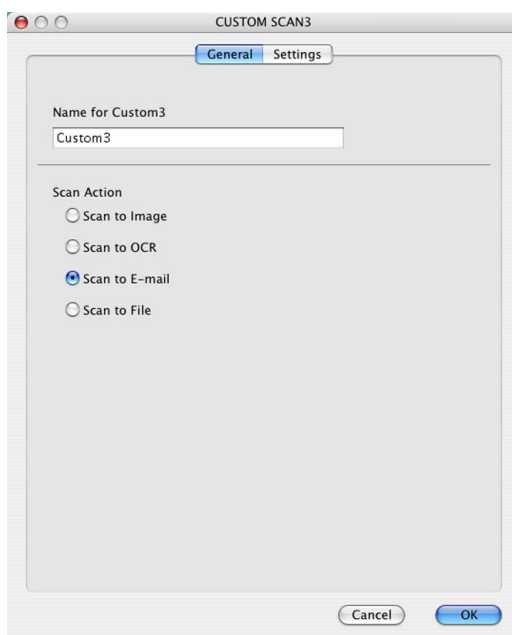 CUSTOM SCAN3
General Settings
Name for Custom3
Custom3
Scan Action
Scan to Image
Scan to OCR
Scan to E-mail
Scan to File
Cancel OK